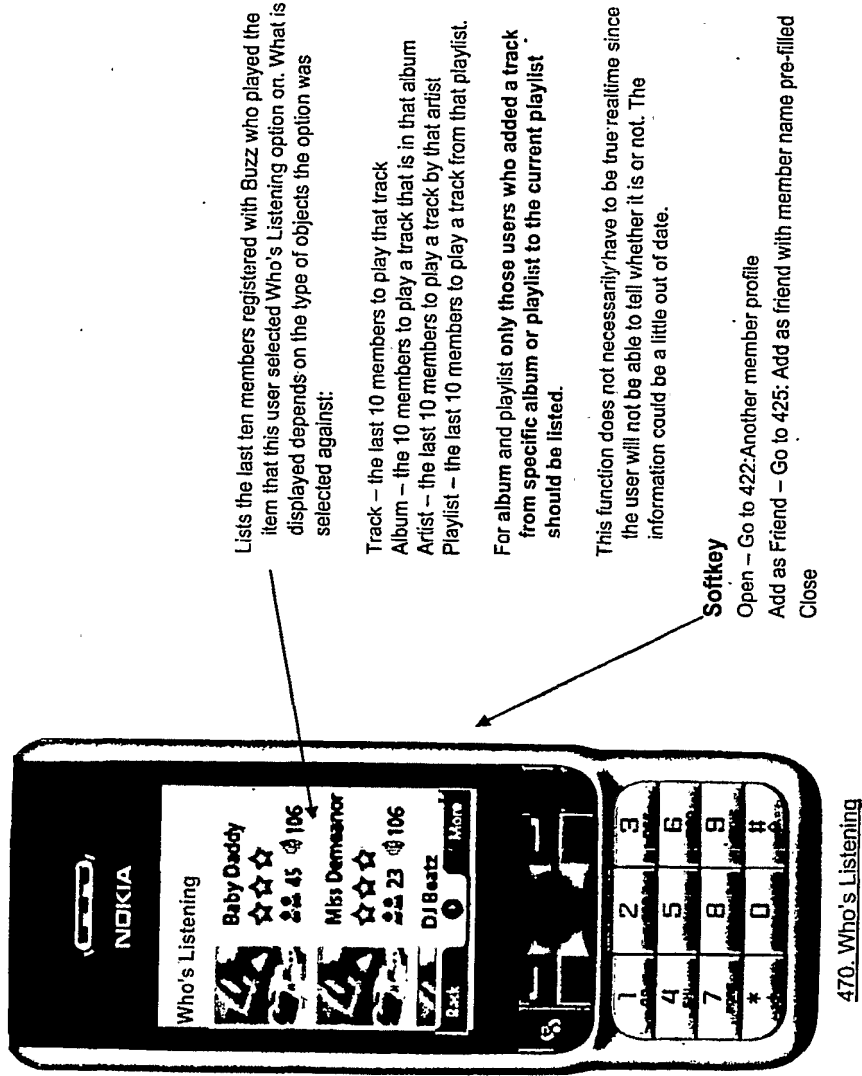 NOKIA
Who's Listening
Baby Daddy
45 106
Miss Demeanor
23 106
DJ Beatz
Back
More
1 2 3
4 5 6
7 8 9
* 0 #
470. Who's Listening
Lists the last ten members registered with Buzz who played the
item that this user selected Who's Listening option on. What is
displayed depends on the type of objects the option was
selected against:
Track – the last 10 members to play that track
Album – the 10 members to play a track that is in that album
Artist – the last 10 members to play a track by that artist
Playlist – the last 10 members to play a track from that playlist.
For album and playlist only those users who added a track
from specific album or playlist to the current playlist
should be listed.
This function does not necessarily have to be true realtime since
the user will not be able to tell whether it is or not. The
information could be a little out of date.
Softkey
Open – Go to 422:Another member profile
Add as Friend – Go to 425: Add as friend with member name pre-filled
Close